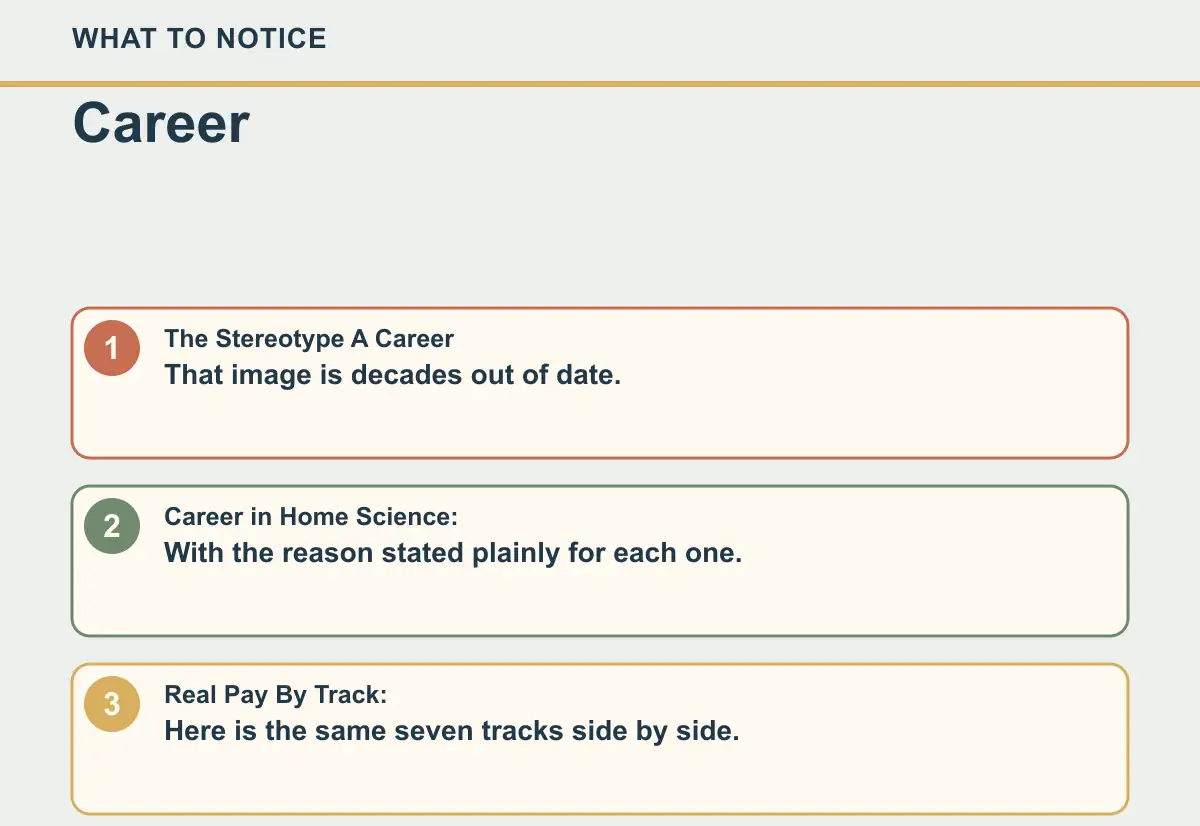 WHAT TO NOTICE
Career
1
The Stereotype A Career
That image is decades out of date.
2
Career in Home Science:
With the reason stated plainly for each one.
3
Real Pay By Track:
Here is the same seven tracks side by side.